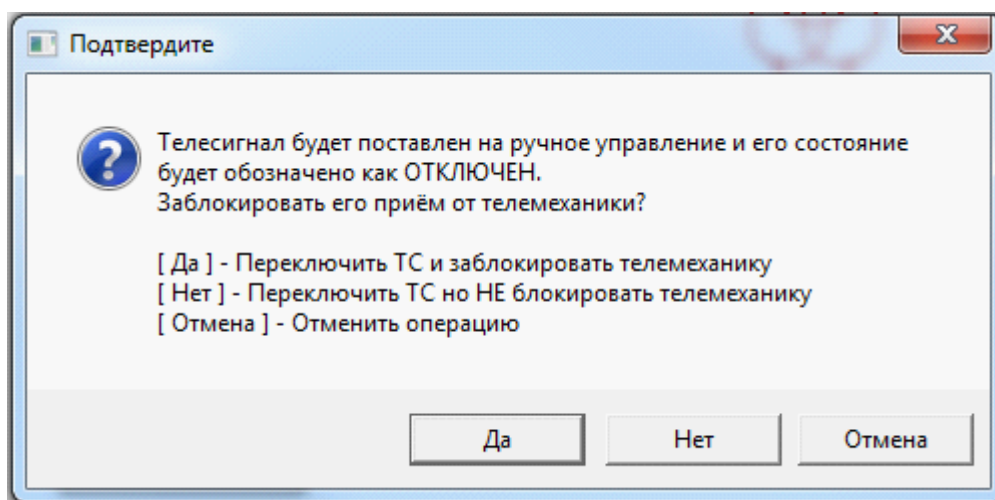 Подтвердите
Телесигнал будет поставлен на ручное управление и его состояние
будет обозначено как ОТКЛЮЧЕН.
Заблокировать его приём от телемеханики?
[ Да ] - Переключить ТС и заблокировать телемеханику
[ Нет ] - Переключить ТС но НЕ блокировать телемеханику
[ Отмена ] - Отменить операцию
Да
Нет
Отмена